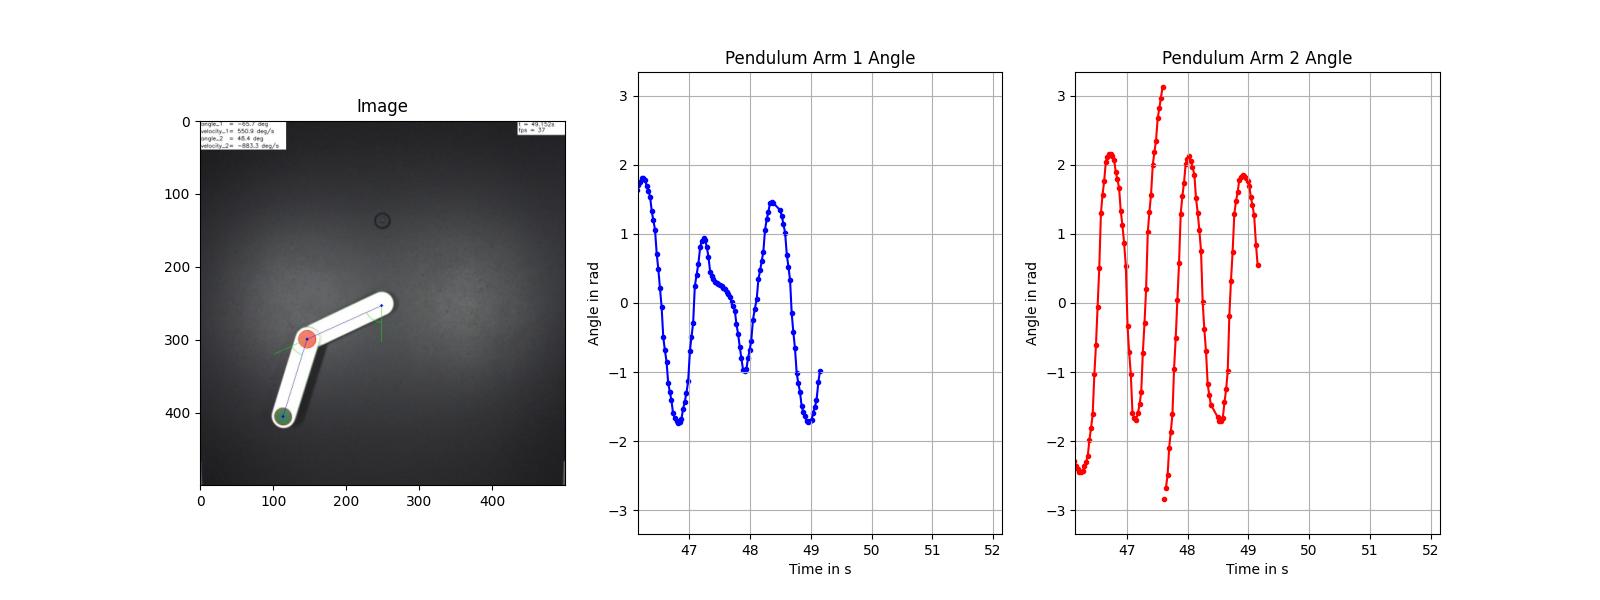 Image
angle_1 = -65.7 deg
velocity_1= 550.9 deg/s
angle_2 = 48.4 deg
velocity_2= -883.3 deg/s
t = 49.152s
fps = 37
0
100
200
300
400
0 100 200 300 400
Pendulum Arm 1 Angle
Angle in rad
3
2
1
0
−1
−2
−3
47 48 49 50 51 52
Time in s
Pendulum Arm 2 Angle
Angle in rad
3
2
1
0
−1
−2
−3
47 48 49 50 51 52
Time in s